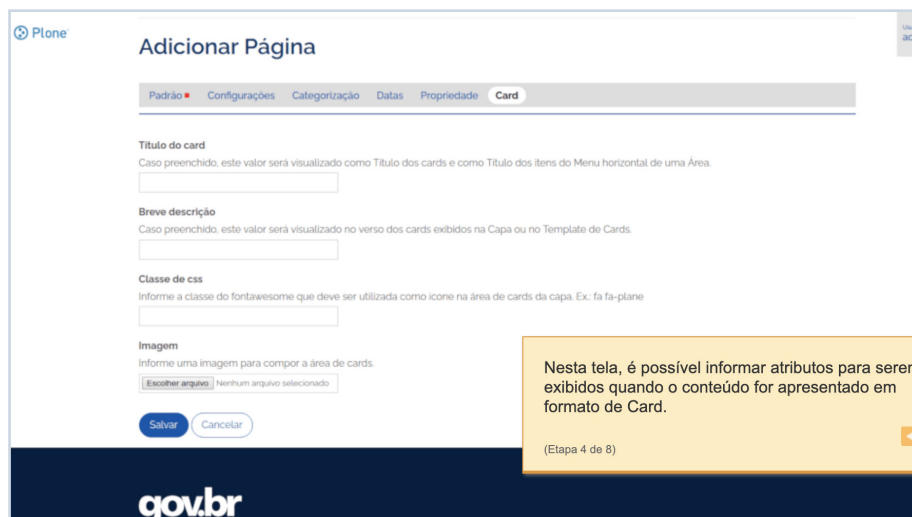 Plone
Adicionar Página
Padrão Configurações Categorização Datas Propriedade Card
Título do card
Caso preenchido, este valor será visualizado como Título dos cards e como Título dos itens do Menu horizontal de uma Área.
Breve descrição
Caso preenchido, este valor será visualizado no verso dos cards exibidos na Capa ou no Template de Cards.
Classe de css
Informe a classe do fontawesome que deve ser utilizada como ícone na área de cards da capa. Ex.: fa fa-plane
Imagem
Informe uma imagem para compor a área de cards.
Escolher arquivo Nenhum arquivo selecionado
Salvar Cancelar
Nesta tela, é possível informar atributos para serem
exibidos quando o conteúdo for apresentado em
formato de Card.
(Etapa 4 de 8)
gov.br